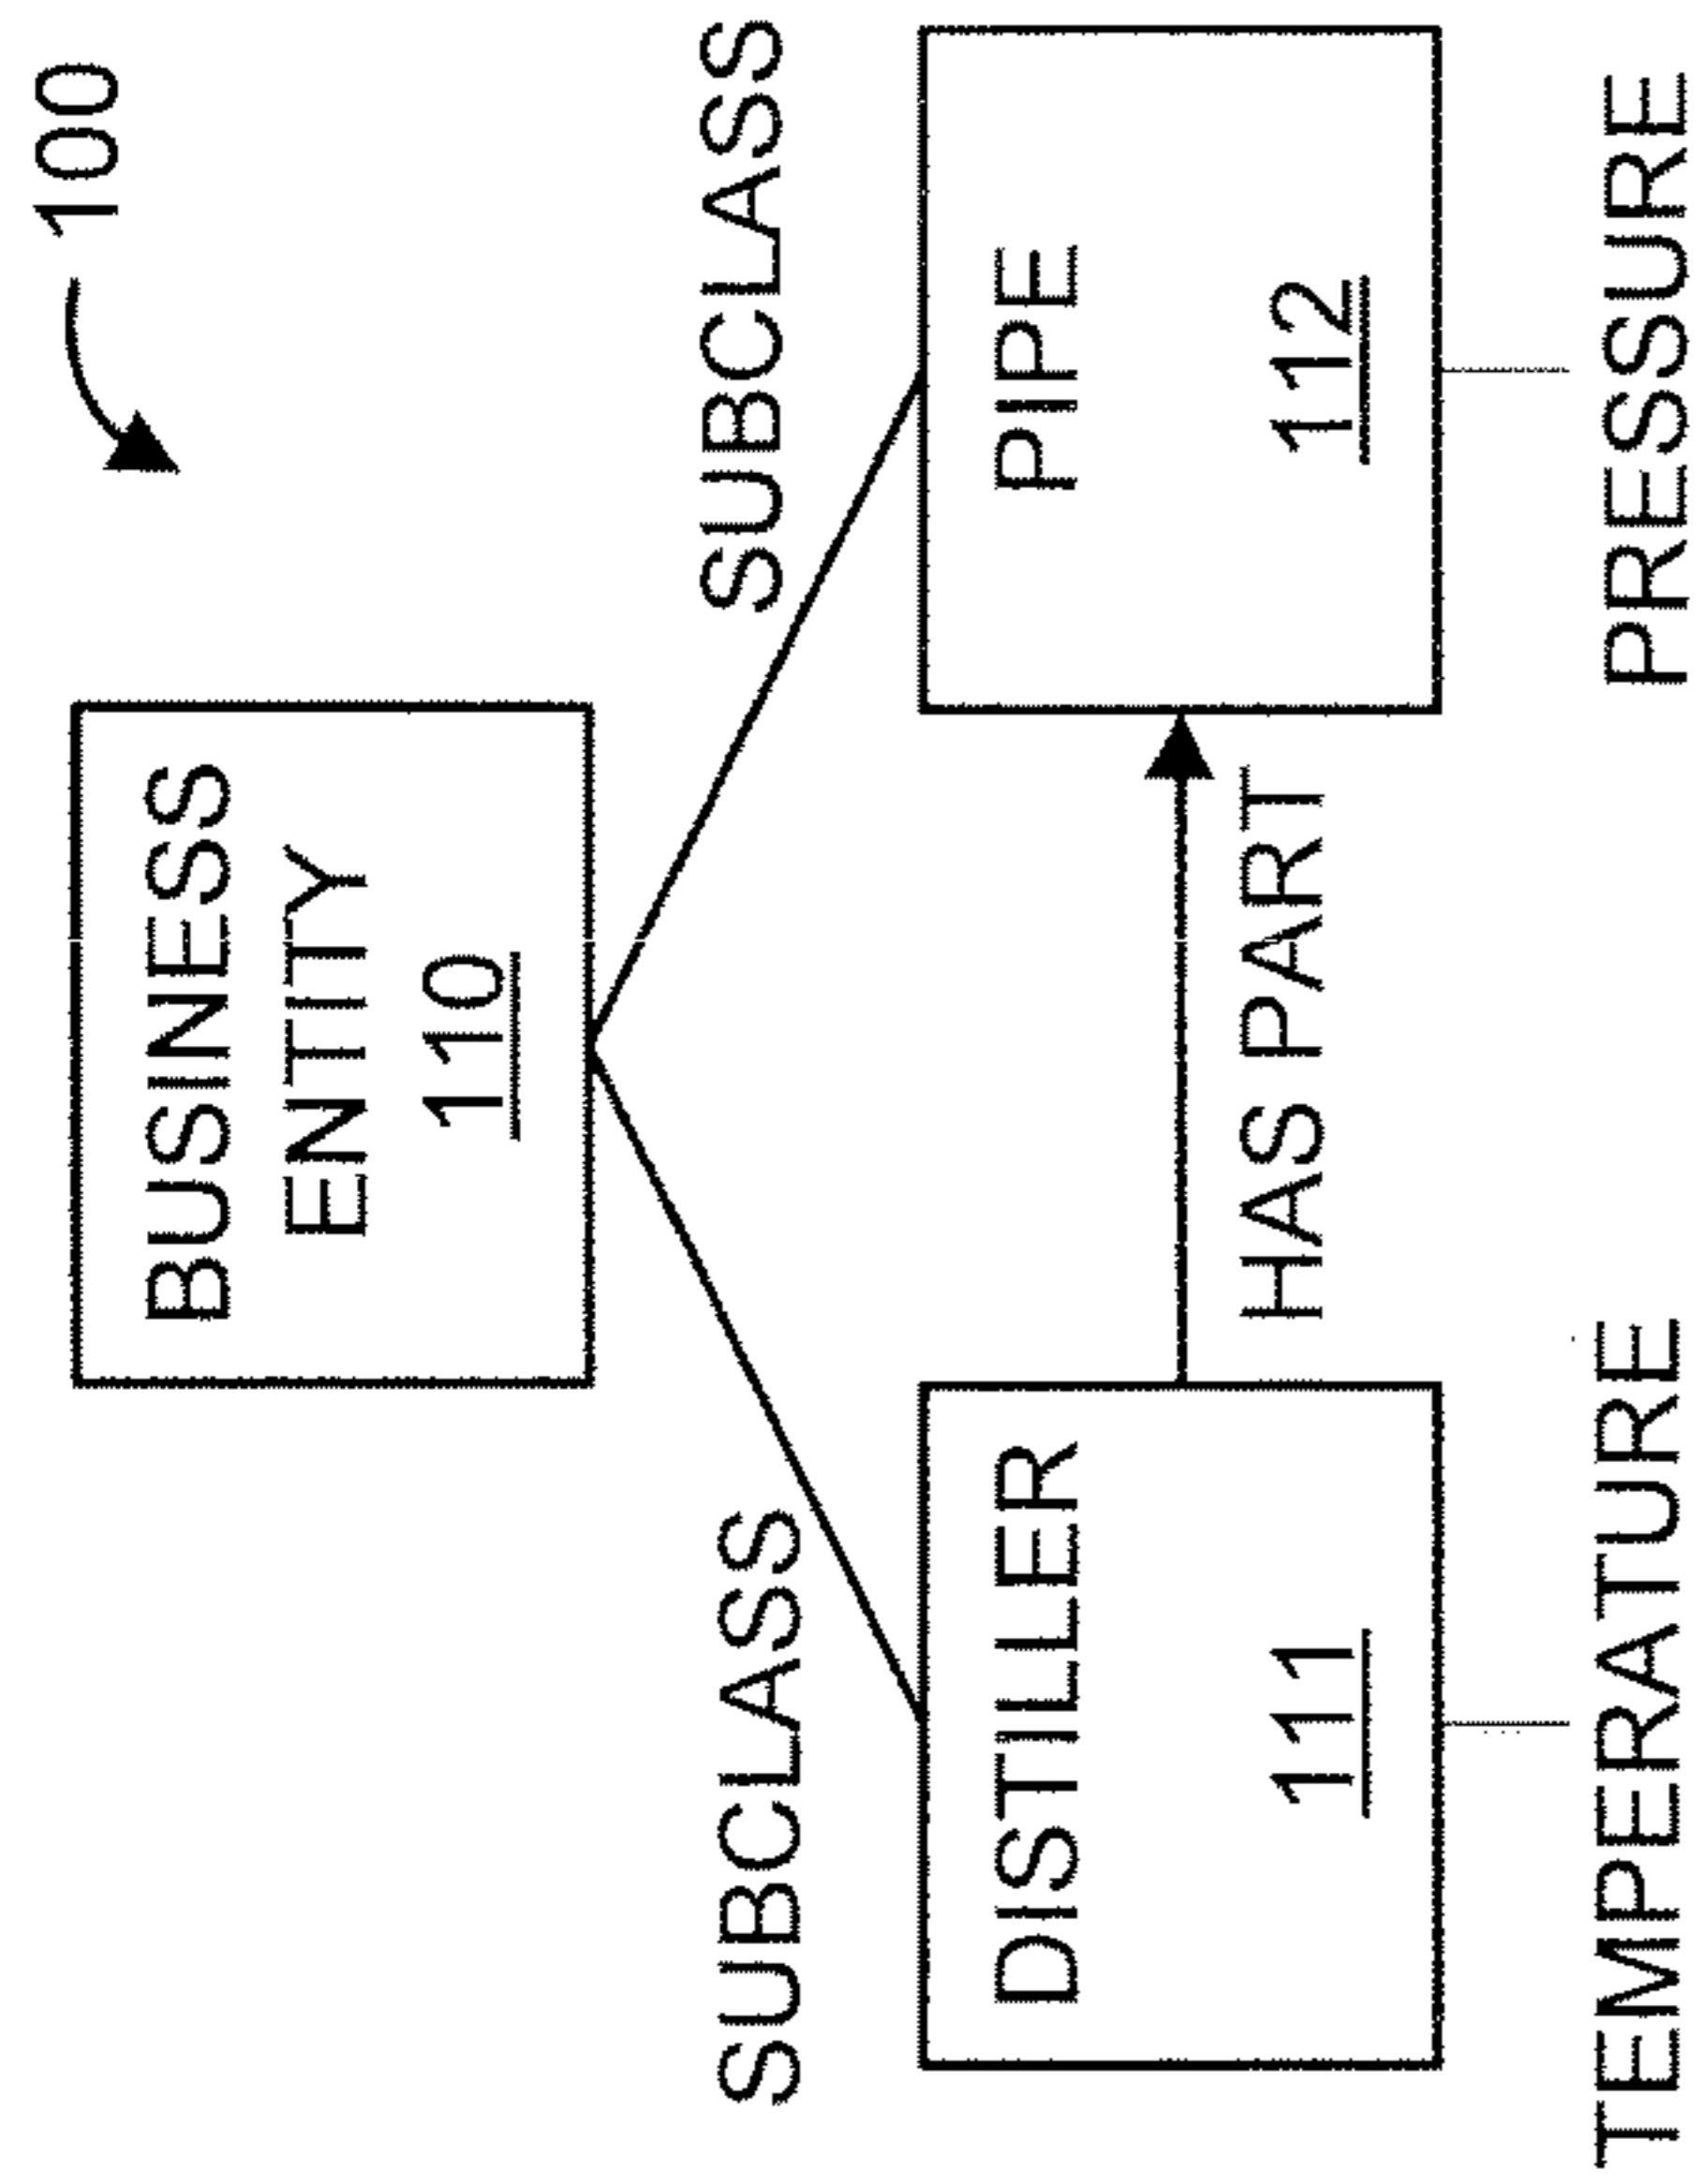 100
BUSINESS
ENTITY
110
SUBCLASS
SUBCLASS
DISTILLER
111
HAS PART
PIPE
112
TEMPERATURE
PRESSURE